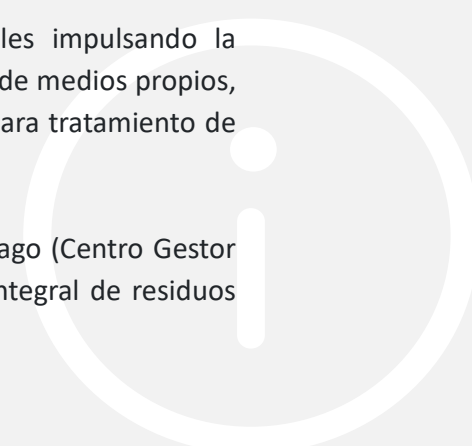 les impulsando la
de medios propios,
ara tratamiento de
ago (Centro Gestor
ntegral de residuos